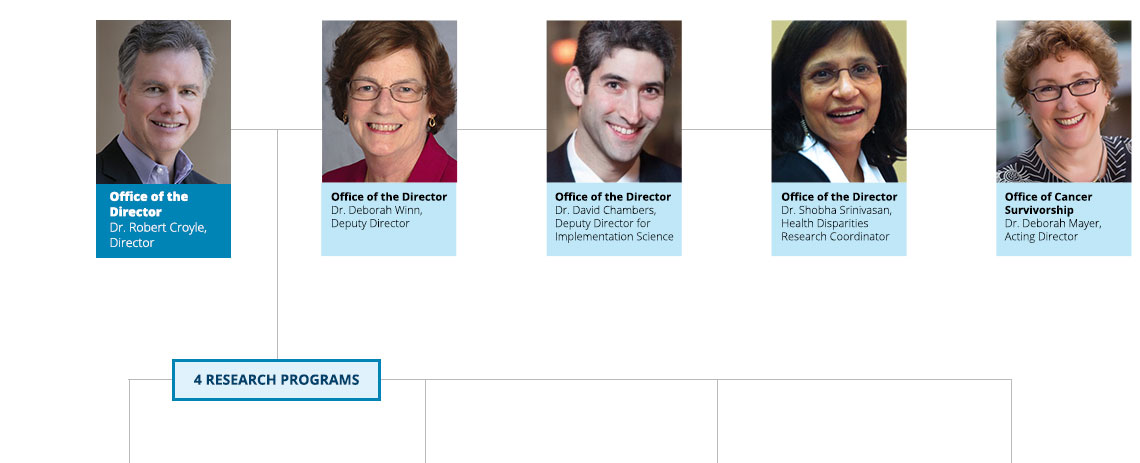 Office of the
Director
Dr. Robert Croyle,
Director
Office of the Director
Dr. Deborah Winn,
Deputy Director
Office of the Director
Dr. David Chambers,
Deputy Director for
Implementation Science
Office of the Director
Dr. Shobha Srinivasan,
Health Disparities
Research Coordinator
Office of Cancer
Survivorship
Dr. Deborah Mayer,
Acting Director
4 RESEARCH PROGRAMS